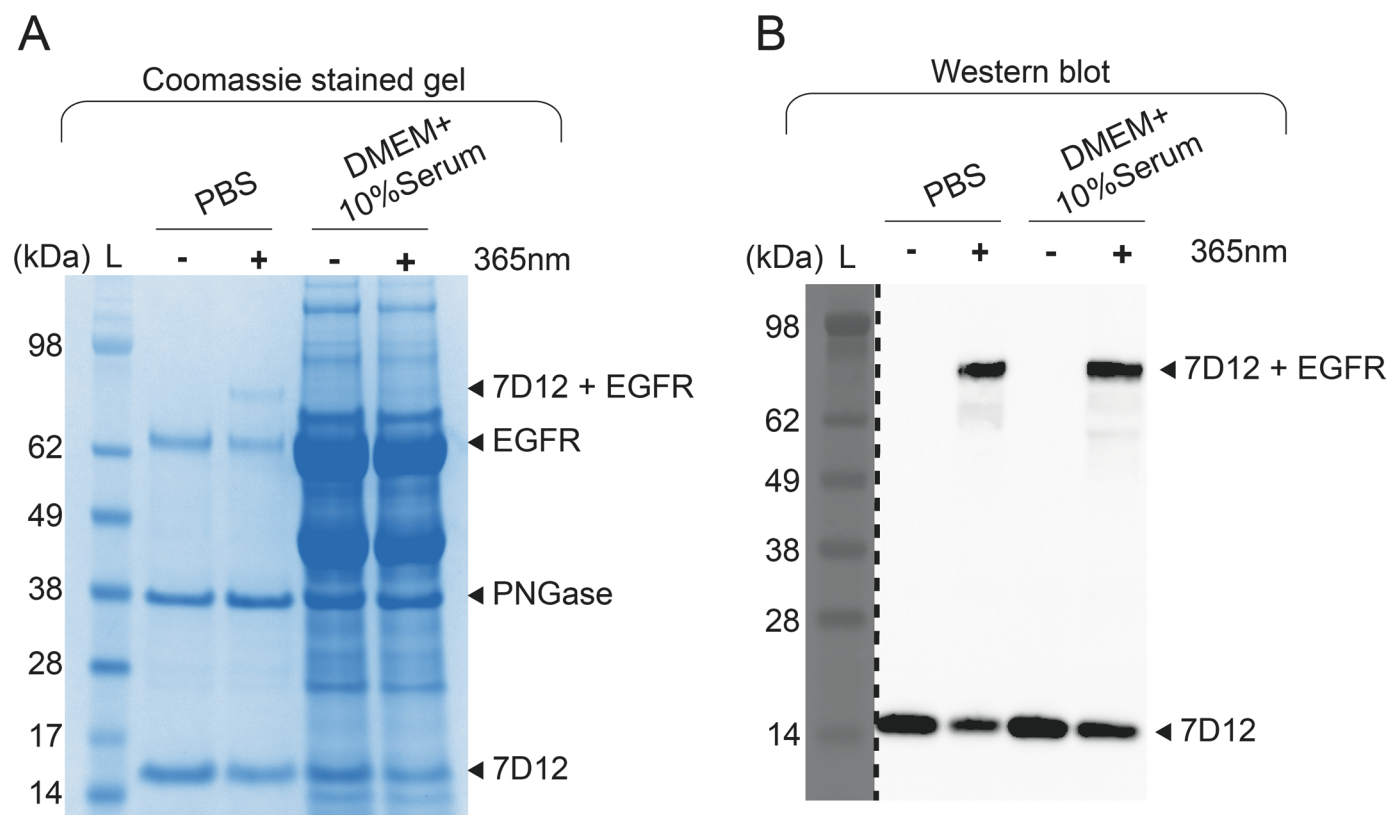 A
Coomassie stained gel
PBS
DMEM+
10%Serum
(kDa) L - + - + 365nm
98
7D12 + EGFR
EGFR
62
49
38
PNGase
28
17
7D12
14
B
Western blot
PBS
DMEM+
10%Serum
(kDa) L - + - + 365nm
98
7D12 + EGFR
62
49
38
28
14
7D12